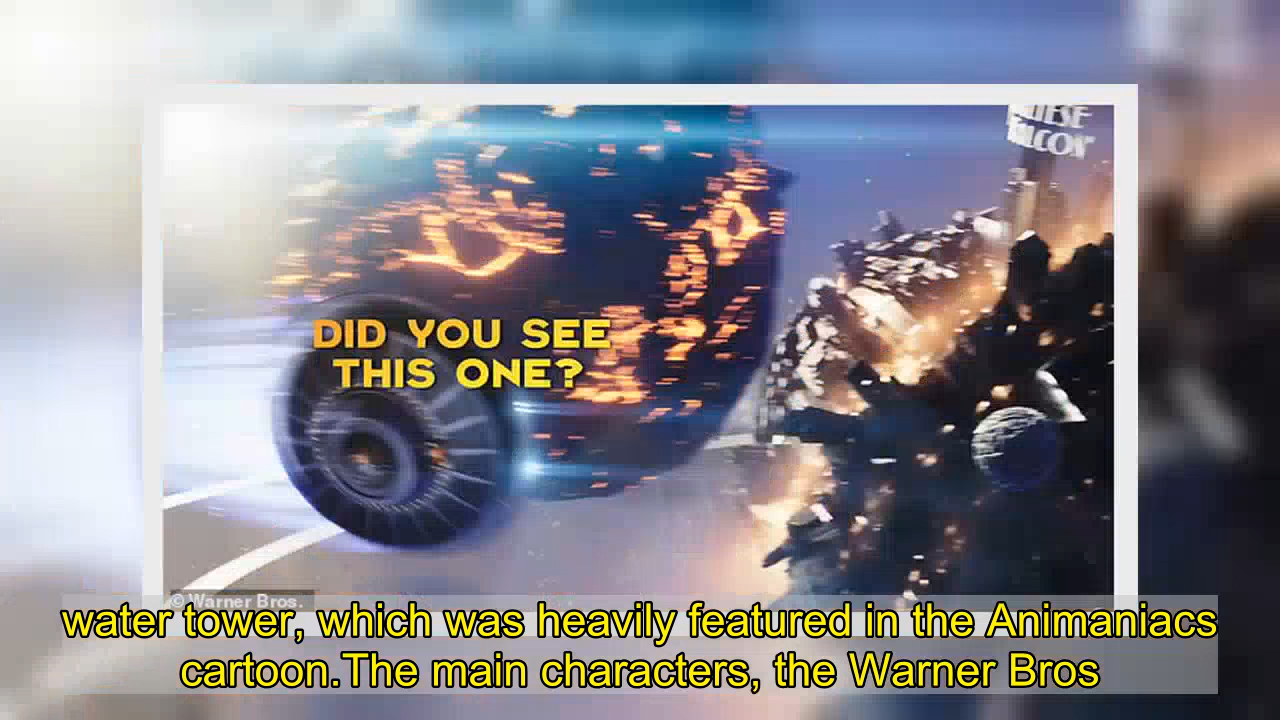 DID YOU SEE
THIS ONE?
© Warner Bros.
water tower, which was heavily featured in the Animaniacs
cartoon.The main characters, the Warner Bros